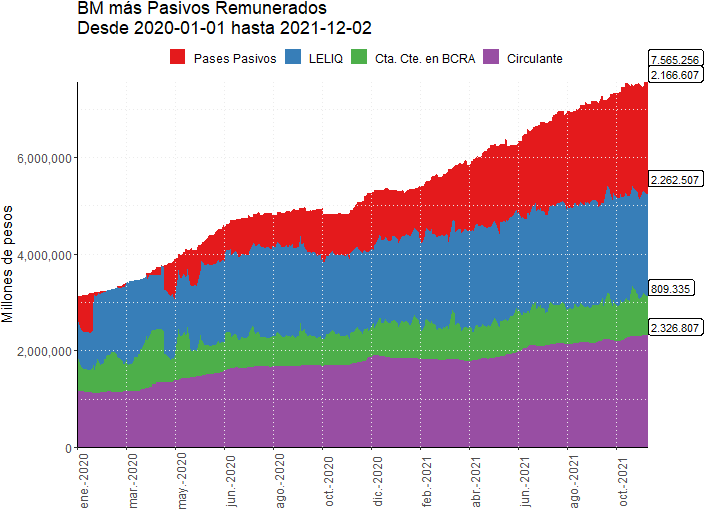 BM más Pasivos Remunerados
Desde 2020-01-01 hasta 2021-12-02
Pases Pasivos LELIQ Cta. Cte. en BCRA Circulante
7.565.256
2.166.607
2.262.507
809.335
2.326.807
Millones de pesos
6,000,000
4,000,000
2,000,000
0
ene.-2020
mar.-2020
may.-2020
jun.-2020
ago.-2020
oct.-2020
dic.-2020
feb.-2021
abr.-2021
jun.-2021
ago.-2021
oct.-2021